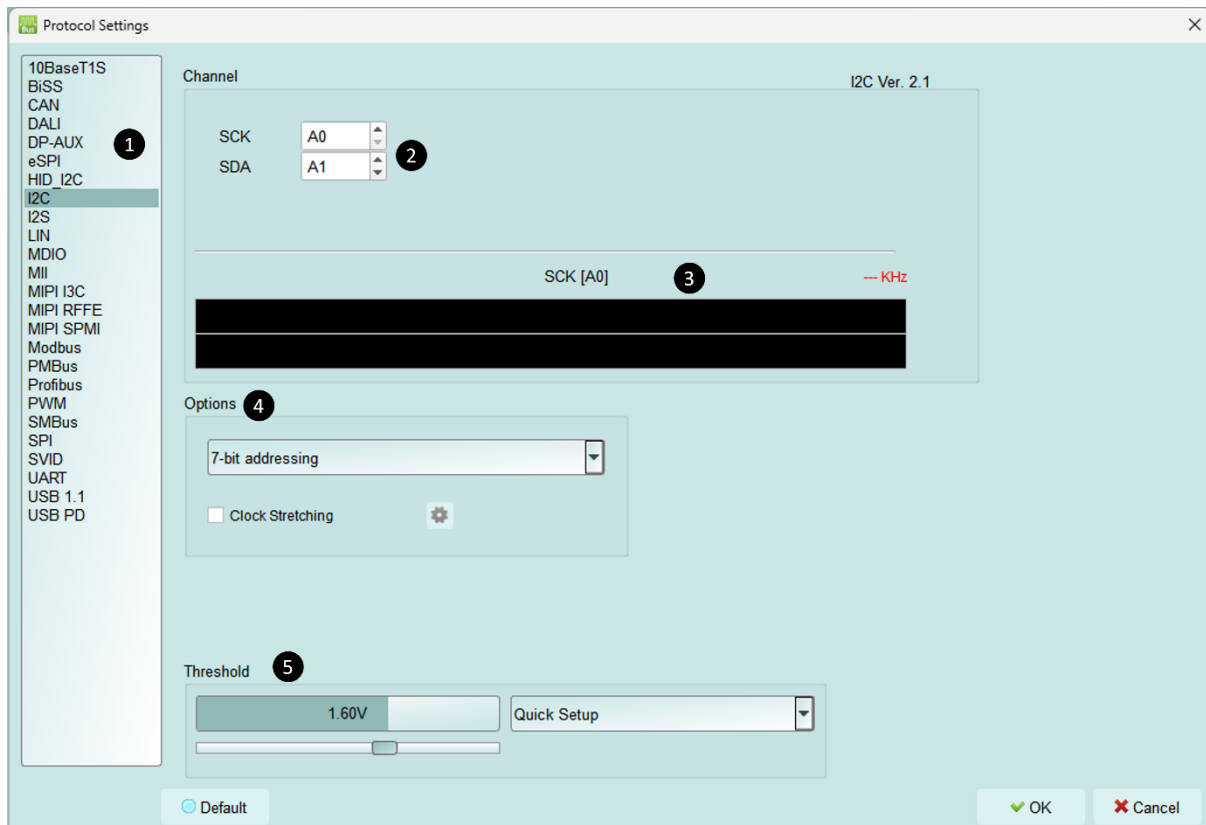 Protocol Settings
10BaseT1S
BiSS
CAN
DALI
DP-AUX
eSPI
HID_I2C
I2C
I2S
LIN
MDIO
MII
MIPI I3C
MIPI RFFE
MIPI SPMI
Modbus
PMBus
Profibus
PWM
SMBus
SPI
SVID
UART
USB 1.1
USB PD
1
Channel
I2C Ver. 2.1
SCK A0
SDA A1
2
SCK [A0] 3 --- KHz
Options 4
7-bit addressing
Clock Stretching
Threshold 5
1.60V Quick Setup
Default OK Cancel